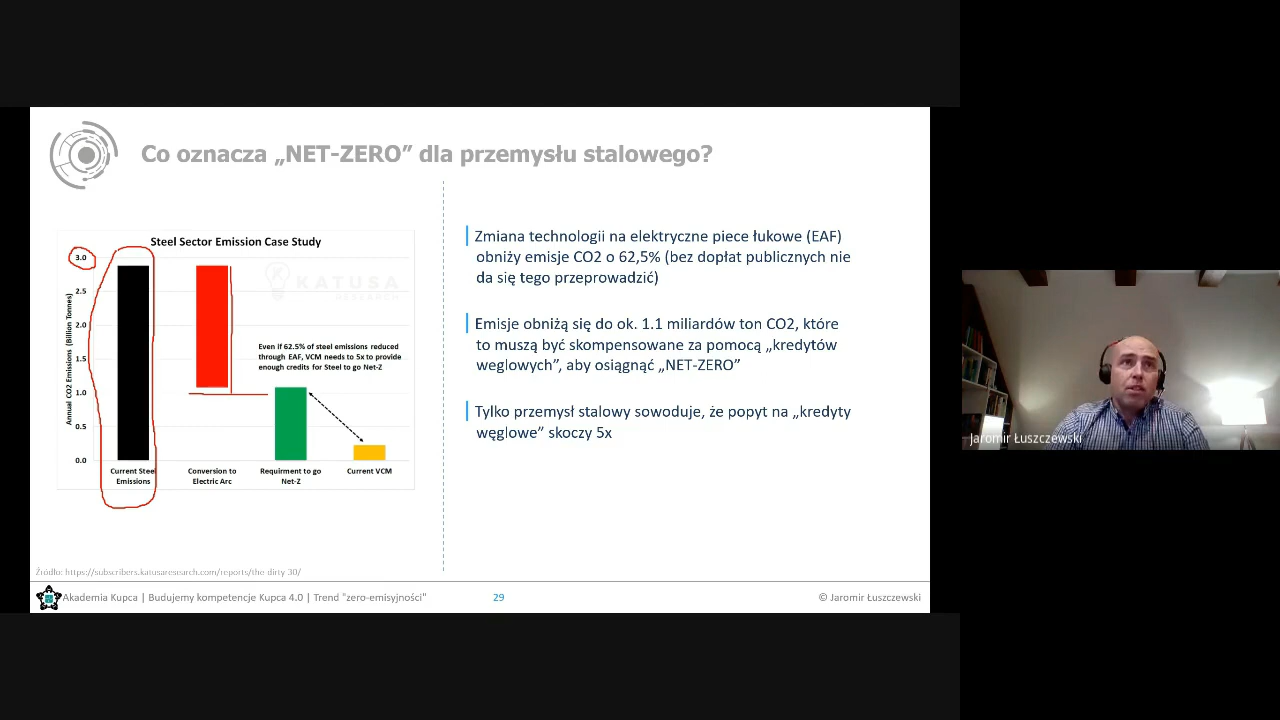 Co oznacza „NET-ZERO” dla przemysłu stalowego?
Steel Sector Emission Case Study
KATUSA
RESEARCH
Annual CO2 Emissions (Billion Tonnes)
3.0
2.5
2.0
1.5
1.0
0.5
0.0
Even if 62.5% of steel emissions reduced
through EAF, VCM needs to 5x to provide
enough credits for Steel to go Net-Z
Current Steel
Emissions
Conversion to
Electric Arc
Requirment to go
Net-Z
Current VCM
Zmiana technologii na elektryczne piece łukowe (EAF)
obniży emisje CO2 o 62,5% (bez dopłat publicznych nie
da się tego przeprowadzić)
Emisje obniżą się do ok. 1.1 miliardów ton CO2, które
to muszą być skompensowane za pomocą „kredytów
weglowych”, aby osiągnąć „NET-ZERO”
Tylko przemysł stalowy sowoduje, że popyt na „kredyty
węglowe” skoczy 5x
Źródło: https://subscribers.katusaresearch.com/reports/the-dirty-30/
Akademia Kupca | Budujemy kompetencje Kupca 4.0 | Trend "zero-emisyjności"
29
© Jaromir Łuszczewski
Jaromir Łuszczewski